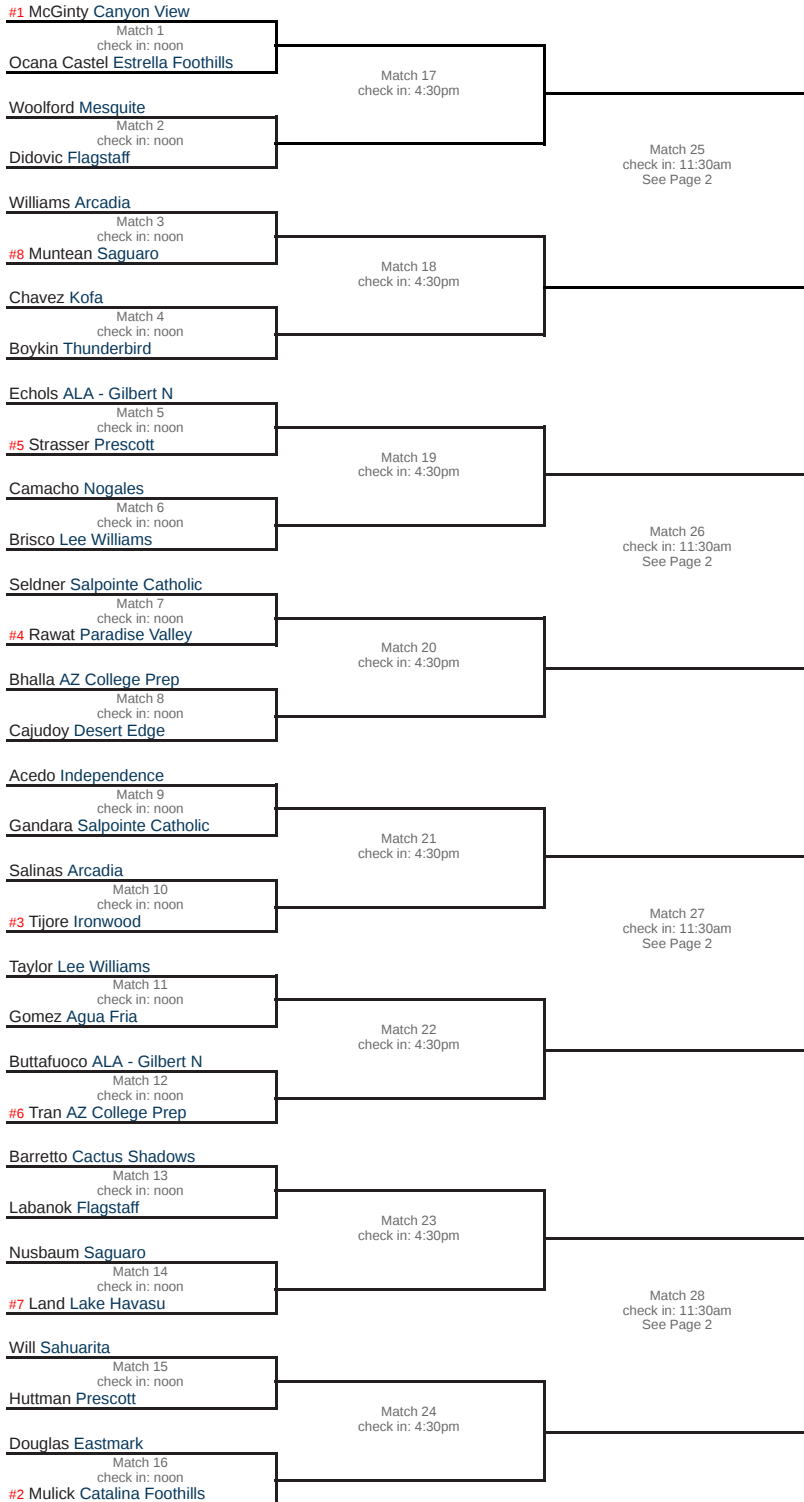 #1 McGinty Canyon View
Match 1
check in: noon
Ocana Castel Estrella Foothills
Match 17
check in: 4:30pm
Woolford Mesquite
Match 2
check in: noon
Didovic Flagstaff
Match 25
check in: 11:30am
See Page 2
Williams Arcadia
Match 3
check in: noon
#8 Muntean Saguaro
Match 18
check in: 4:30pm
Chavez Kofa
Match 4
check in: noon
Boykin Thunderbird
Echols ALA - Gilbert N
Match 5
check in: noon
#5 Strasser Prescott
Match 19
check in: 4:30pm
Camacho Nogales
Match 6
check in: noon
Brisco Lee Williams
Match 26
check in: 11:30am
See Page 2
Seldner Salpointe Catholic
Match 7
check in: noon
#4 Rawat Paradise Valley
Match 20
check in: 4:30pm
Bhalla AZ College Prep
Match 8
check in: noon
Cajudoy Desert Edge
Acedo Independence
Match 9
check in: noon
Gandara Salpointe Catholic
Match 21
check in: 4:30pm
Salinas Arcadia
Match 10
check in: noon
#3 Tijore Ironwood
Match 27
check in: 11:30am
See Page 2
Taylor Lee Williams
Match 11
check in: noon
Gomez Agua Fria
Match 22
check in: 4:30pm
Buttafuoco ALA - Gilbert N
Match 12
check in: noon
#6 Tran AZ College Prep
Barretto Cactus Shadows
Match 13
check in: noon
Labanok Flagstaff
Match 23
check in: 4:30pm
Nusbaum Saguaro
Match 14
check in: noon
#7 Land Lake Havasu
Match 28
check in: 11:30am
See Page 2
Will Sahuarita
Match 15
check in: noon
Huttman Prescott
Match 24
check in: 4:30pm
Douglas Eastmark
Match 16
check in: noon
#2 Mulick Catalina Foothills